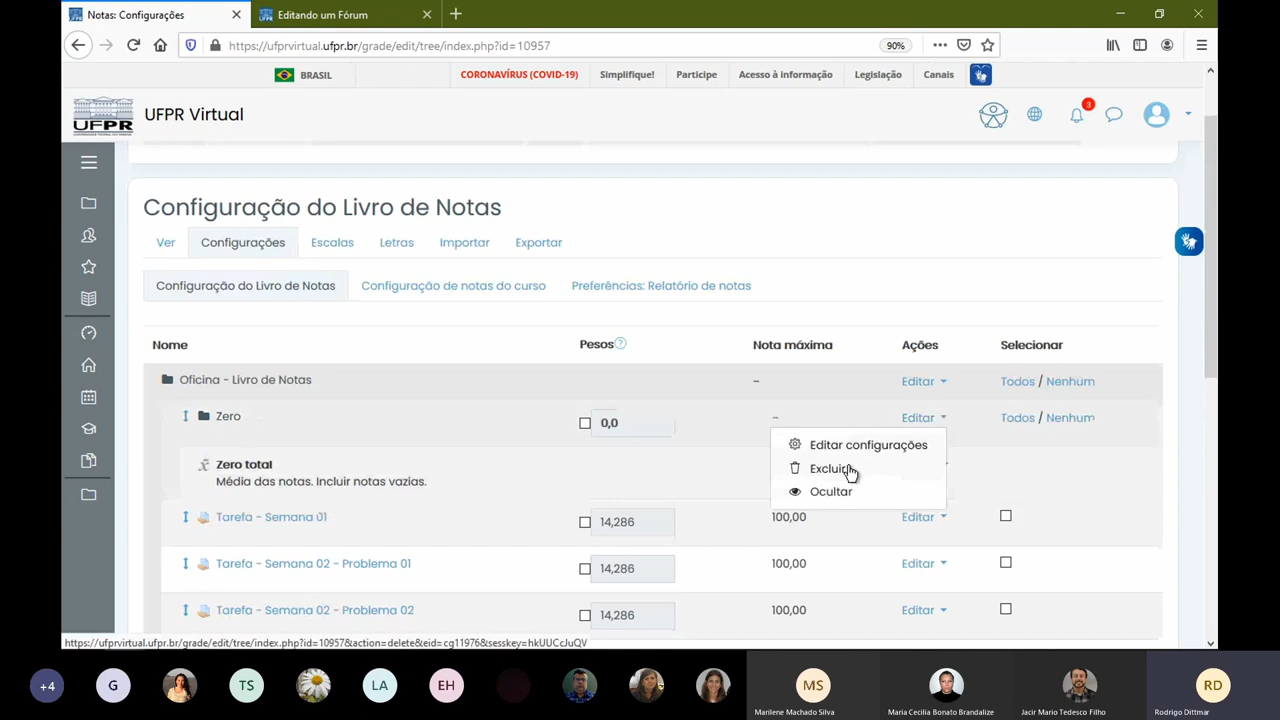 Notas: Configurações
Editando um Fórum
https://ufprvirtual.ufpr.br/grade/edit/tree/index.php?id=10957
90%
BRASIL
CORONAVÍRUS (COVID-19)
Simplifique!
Participe
Acesso à informação
Legislação
Canais
UFPR
UFPR Virtual
3
Configuração do Livro de Notas
Ver
Configurações
Escalas
Letras
Importar
Exportar
Configuração do Livro de Notas
Configuração de notas do curso
Preferências: Relatório de notas
Nome
Pesos
Nota máxima
Ações
Selecionar
Oficina - Livro de Notas
-
Editar
Todos / Nenhum
Zero
0,0
-
Editar
Todos / Nenhum
Editar configurações
Excluir
Ocultar
Zero total
Média das notas. Incluir notas vazias.
Tarefa - Semana 01
14,286
100,00
Editar
Tarefa - Semana 02 - Problema 01
14,286
100,00
Editar
Tarefa - Semana 02 - Problema 02
14,286
100,00
Editar
https://ufprvirtual.ufpr.br/grade/edit/tree/index.php?id=10957&action=delete&eid=cg11976&sesskey=hkUUCcJuQV
+4
G
TS
LA
EH
MS
RD
Marilene Machado Silva
Maria Cecilia Bonato Brandalize
Jacir Mario Tedesco Filho
Rodrigo Dittmar